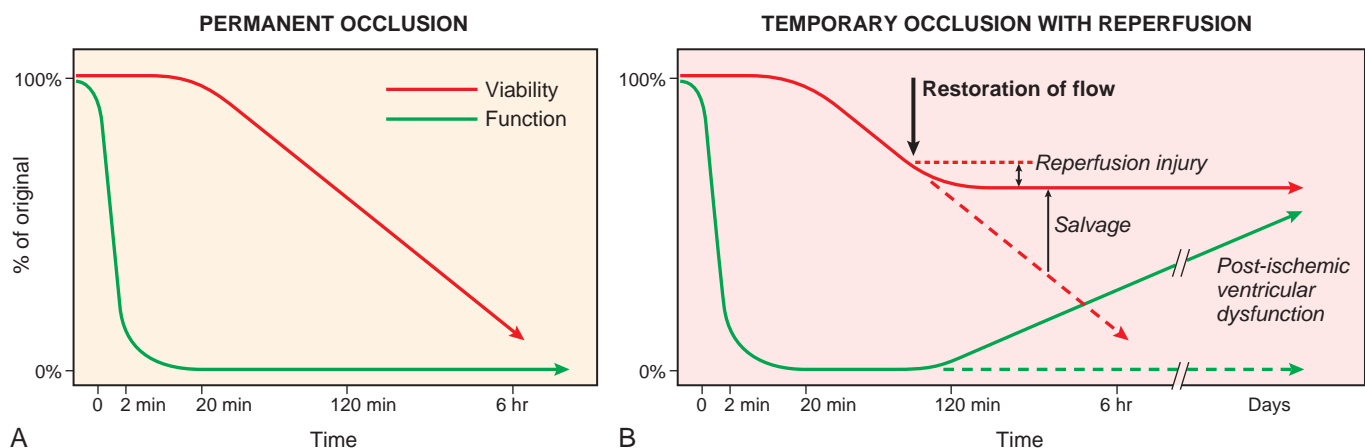 PERMANENT OCCLUSION
100%
Viability
Function
% of original
0%
0
2 min
20 min
120 min
6 hr
A
Time
TEMPORARY OCCLUSION WITH REPERFUSION
100%
Restoration of flow
Reperfusion injury
Salvage
Post-ischemic
ventricular
dysfunction
0%
0
2 min
20 min
120 min
6 hr
Days
B
Time